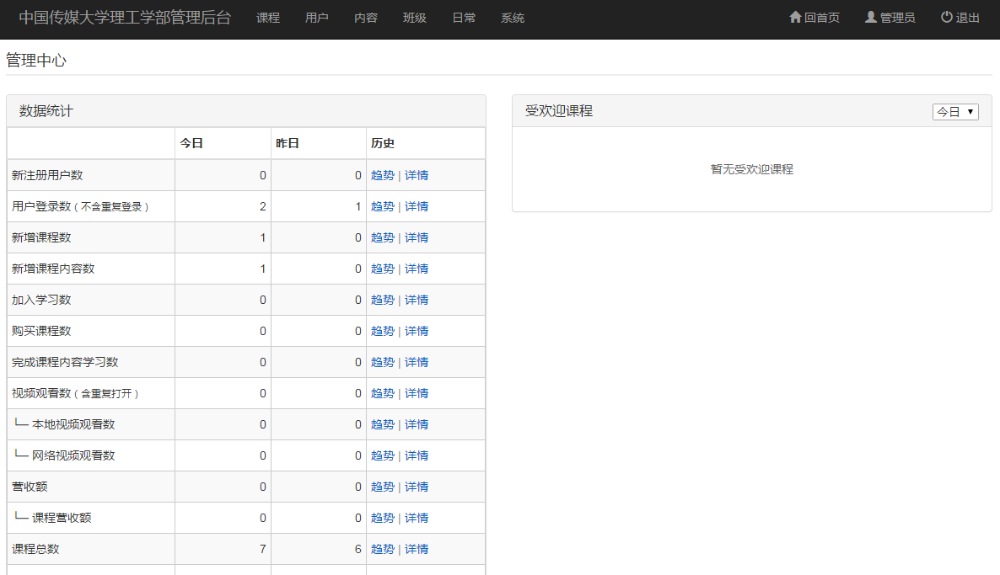 中国传媒大学理工学部管理后台 课程 用户 内容 班级 日常 系统 回首页 管理员 退出
管理中心
数据统计
今日 昨日 历史
新注册用户数 0 0 趋势 | 详情
用户登录数（不含重复登录） 2 1 趋势 | 详情
新增课程数 1 0 趋势 | 详情
新增课程内容数 1 0 趋势 | 详情
加入学习数 0 0 趋势 | 详情
购买课程数 0 0 趋势 | 详情
完成课程内容学习数 0 0 趋势 | 详情
视频观看数（含重复打开） 0 0 趋势 | 详情
└─ 本地视频观看数 0 0 趋势 | 详情
└─ 网络视频观看数 0 0 趋势 | 详情
营收额 0 0 趋势 | 详情
└─ 课程营收额 0 0 趋势 | 详情
课程总数 7 6 趋势 | 详情
受欢迎课程 今日
暂无受欢迎课程